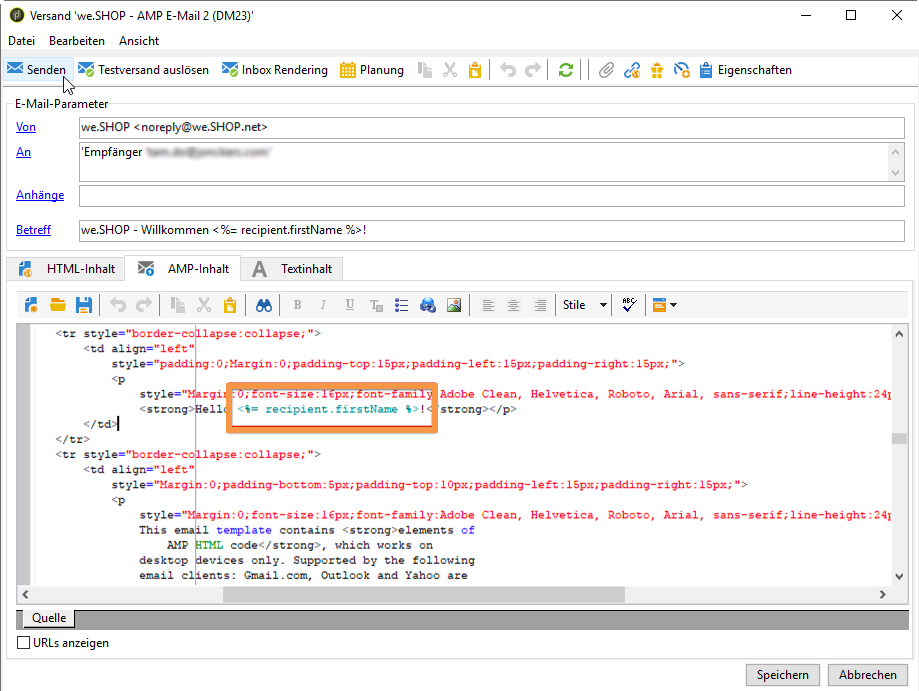 Versand 'we.SHOP - AMP E-Mail 2 (DM23)'
Datei Bearbeiten Ansicht
Senden Testversand auslösen Inbox Rendering Planung Eigenschaften
E-Mail-Parameter
Von we.SHOP <noreply@we.SHOP.net>
An 'Empfänger
Anhänge
Betreff we.SHOP - Willkommen <%= recipient.firstName %>!
HTML-Inhalt AMP-Inhalt A Textinhalt
B I U T Stile ABC
<tr style="border-collapse:collapse;">
<td align="left"
style="padding:0;Margin:0;padding-top:15px;padding-left:15px;padding-right:15px;">
<p
style="Margin:0;font-size:16px;font-family:Adobe Clean, Helvetica, Roboto, Arial, sans-serif;line-height:24p
<strong>Hello <%= recipient.firstName %>!</strong></p>
</td>
</tr>
<tr style="border-collapse:collapse;">
<td align="left"
style="Margin:0;padding-bottom:5px;padding-top:10px;padding-left:15px;padding-right:15px;">
<p
style="Margin:0;font-size:16px;font-family:Adobe Clean, Helvetica, Roboto, Arial, sans-serif;line-height:24p
This email template contains <strong>elements of
AMP HTML code</strong>, which works on
desktop devices only. Supported by the following
email clients: Gmail.com, Outlook and Yahoo are
Quelle
URLs anzeigen
Speichern Abbrechen